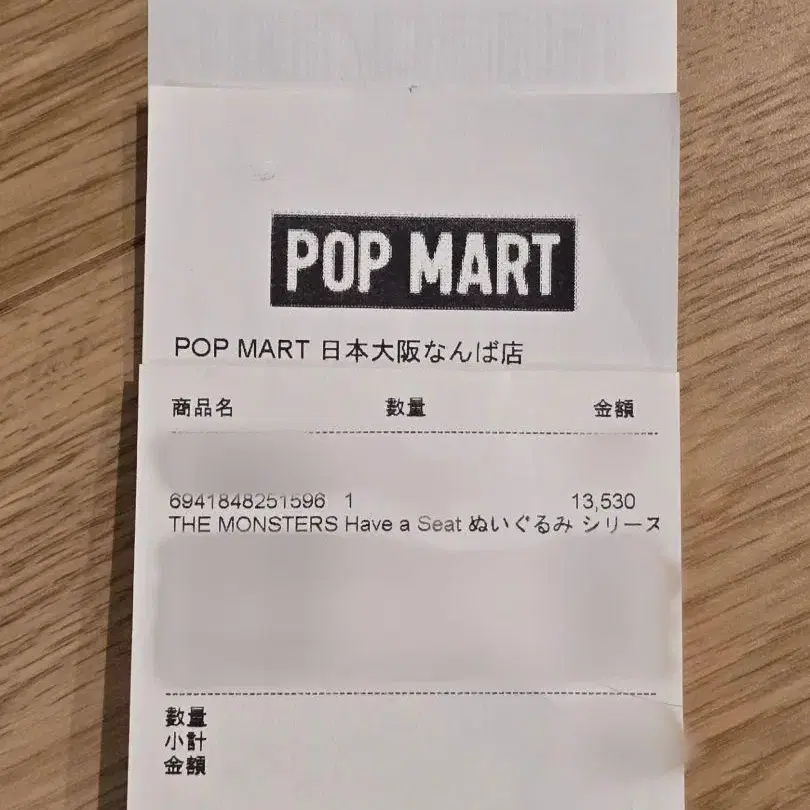 POP MART
POP MART 日本大阪なんば店
商品名 數量 金額
6941848251596 1 13,530
THE MONSTERS Have a Seat ぬいぐるみ シリーズ
數量
小計
金額